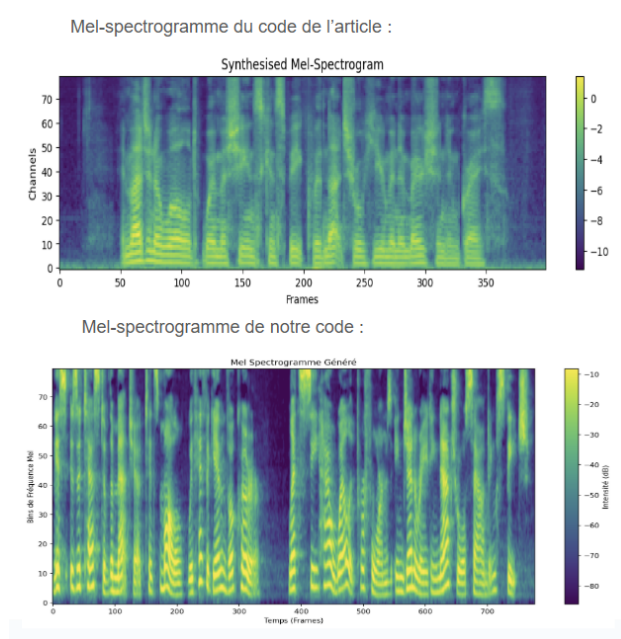 Mel-spectrogramme du code de l’article :
Synthesised Mel-Spectrogram
Channels
70
60
50
40
30
20
10
0
0 50 100 150 200 250 300 350
Frames
0
−2
−4
−6
−8
−10
Mel-spectrogramme de notre code :
Mel Spectrogramme Généré
Bins de Fréquence Mel
70
60
50
40
30
20
10
0
0 100 200 300 400 500 600 700
Temps (Frames)
−10
−20
−30
−40
−50
−60
−70
−80
Intensité (dB)